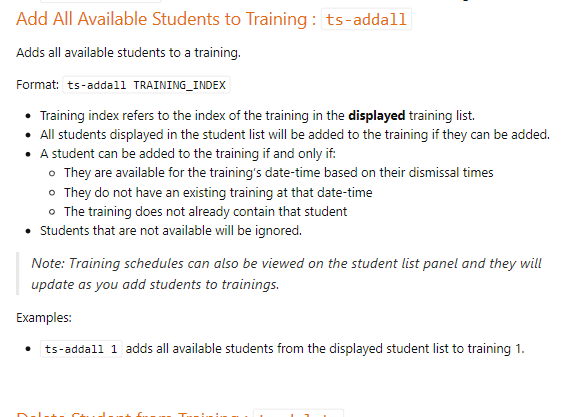 Add All Available Students to Training : ts-addall
Adds all available students to a training.
Format: ts-addall TRAINING_INDEX
• Training index refers to the index of the training in the displayed training list.
• All students displayed in the student list will be added to the training if they can be added.
• A student can be added to the training if and only if:
○ They are available for the training's date-time based on their dismissal times
○ They do not have an existing training at that date-time
○ The training does not already contain that student
• Students that are not available will be ignored.
Note: Training schedules can also be viewed on the student list panel and they will
update as you add students to trainings.
Examples:
• ts-addall 1 adds all available students from the displayed student list to training 1.
Delete Student from Training :